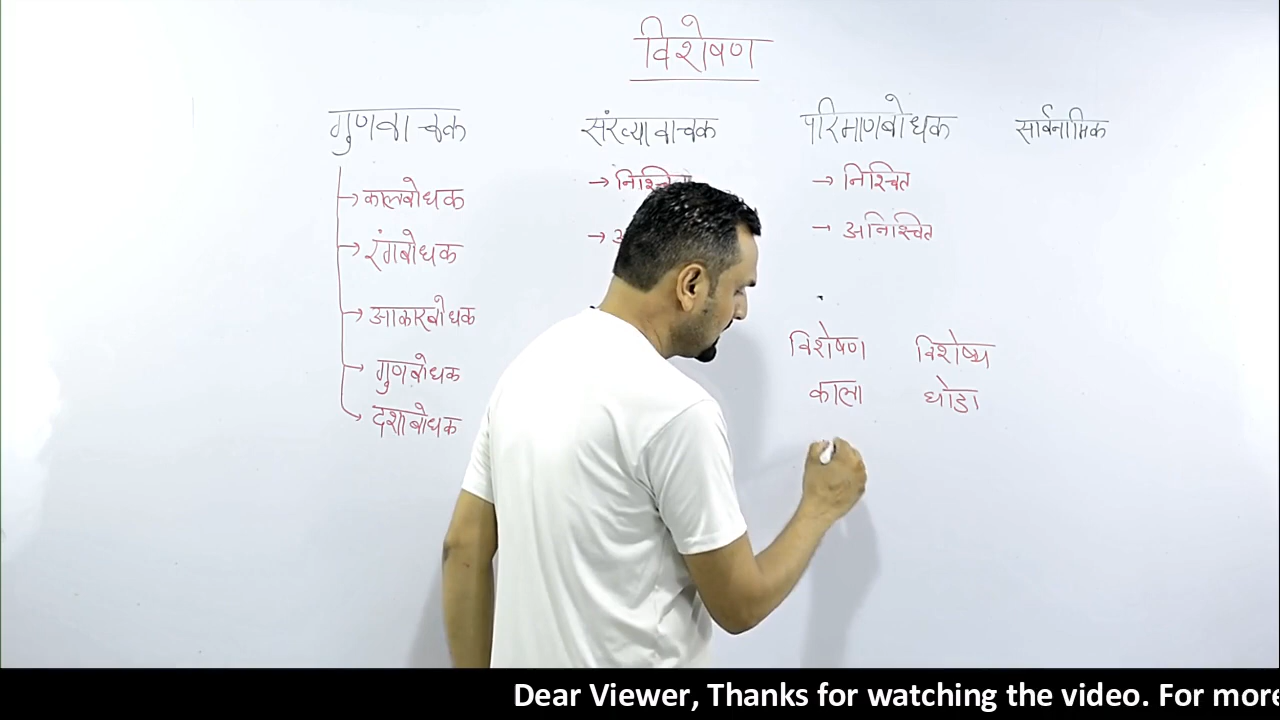 विशेषण
गुणवाचक संख्यावाचक परिमाणबोधक सार्वनामिक
→ कालबोधक → निश्चित → निश्चित
→ रंगबोधक → → अनिश्चित
→ आकारबोधक
विशेषण विशेष्य
→ गुणबोधक काला घोडा
→ दशाबोधक
Dear Viewer, Thanks for watching the video. For more